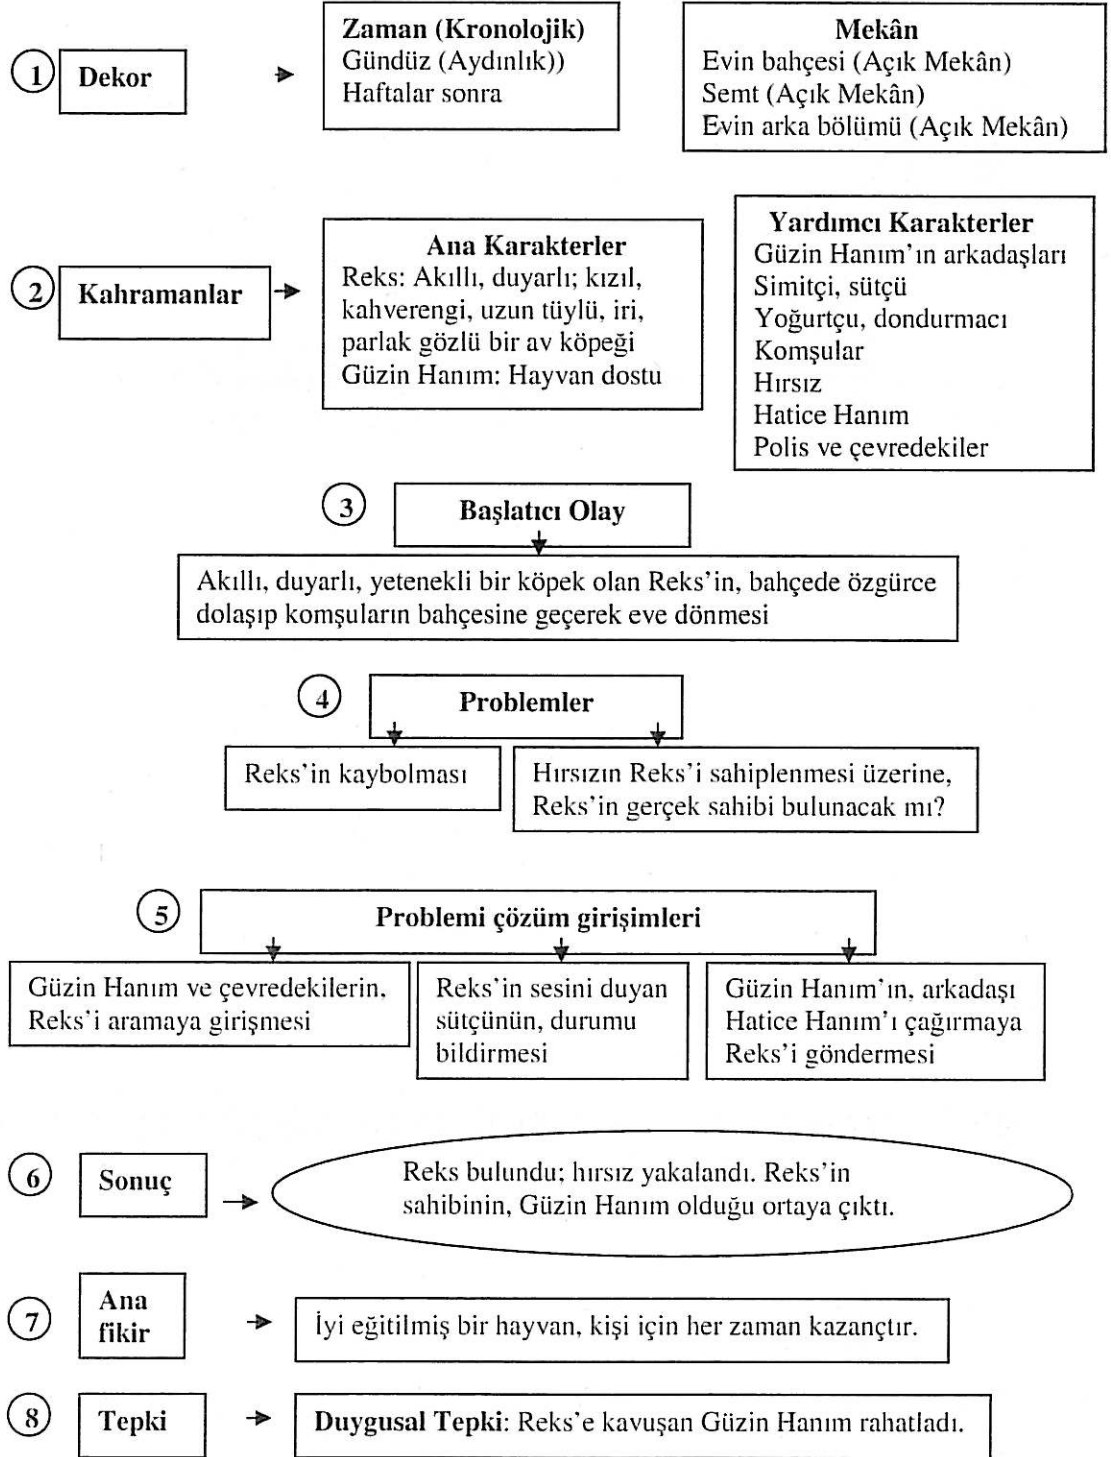 1
Dekor
Zaman (Kronolojik)
Gündüz (Aydınlık))
Haftalar sonra
Mekân
Evin bahçesi (Açık Mekân)
Semt (Açık Mekân)
Evin arka bölümü (Açık Mekân)
2
Kahramanlar
Ana Karakterler
Reks: Akıllı, duyarlı; kızıl,
kahverengi, uzun tüylü, iri,
parlak gözlü bir av köpeği
Güzin Hanım: Hayvan dostu
Yardımcı Karakterler
Güzin Hanım'ın arkadaşları
Simitçi, sütçü
Yoğurtçu, dondurmacı
Komşular
Hırsız
Hatice Hanım
Polis ve çevredekiler
3
Başlatıcı Olay
Akıllı, duyarlı, yetenekli bir köpek olan Reks'in, bahçede özgürce
dolaşıp komşuların bahçesine geçerek eve dönmesi
4
Problemler
Reks'in kaybolması
Hırsızın Reks'i sahiplenmesi üzerine,
Reks'in gerçek sahibi bulunacak mı?
5
Problemi çözüm girişimleri
Güzin Hanım ve çevredekilerin,
Reks'i aramaya girişmesi
Reks'in sesini duyan
sütçünün, durumu
bildirmesi
Güzin Hanım'ın, arkadaşı
Hatice Hanım'ı çağırmaya
Reks'i göndermesi
6
Sonuç
Reks bulundu; hırsız yakalandı. Reks'in
sahibinin, Güzin Hanım olduğu ortaya çıktı.
7
Ana
fikir
İyi eğitilmiş bir hayvan, kişi için her zaman kazançtır.
8
Tepki
Duygusal Tepki: Reks'e kavuşan Güzin Hanım rahatladı.